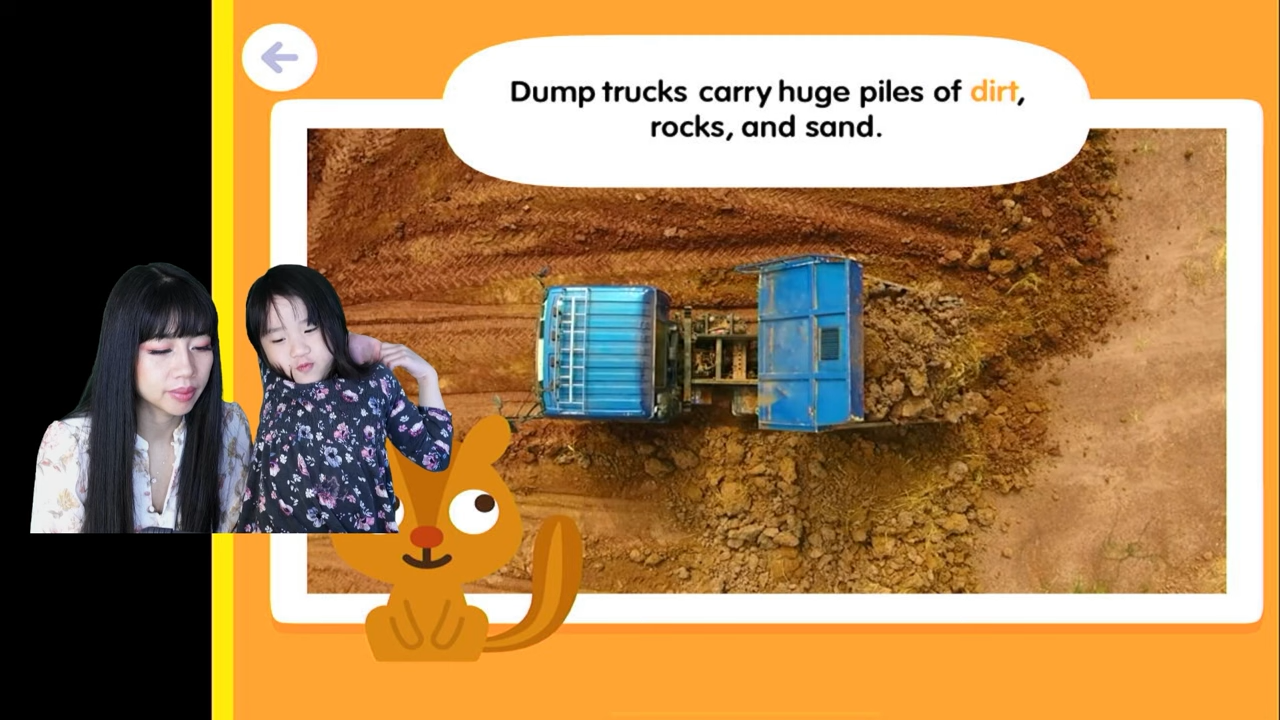 Dump trucks carry huge piles of dirt,
rocks, and sand.